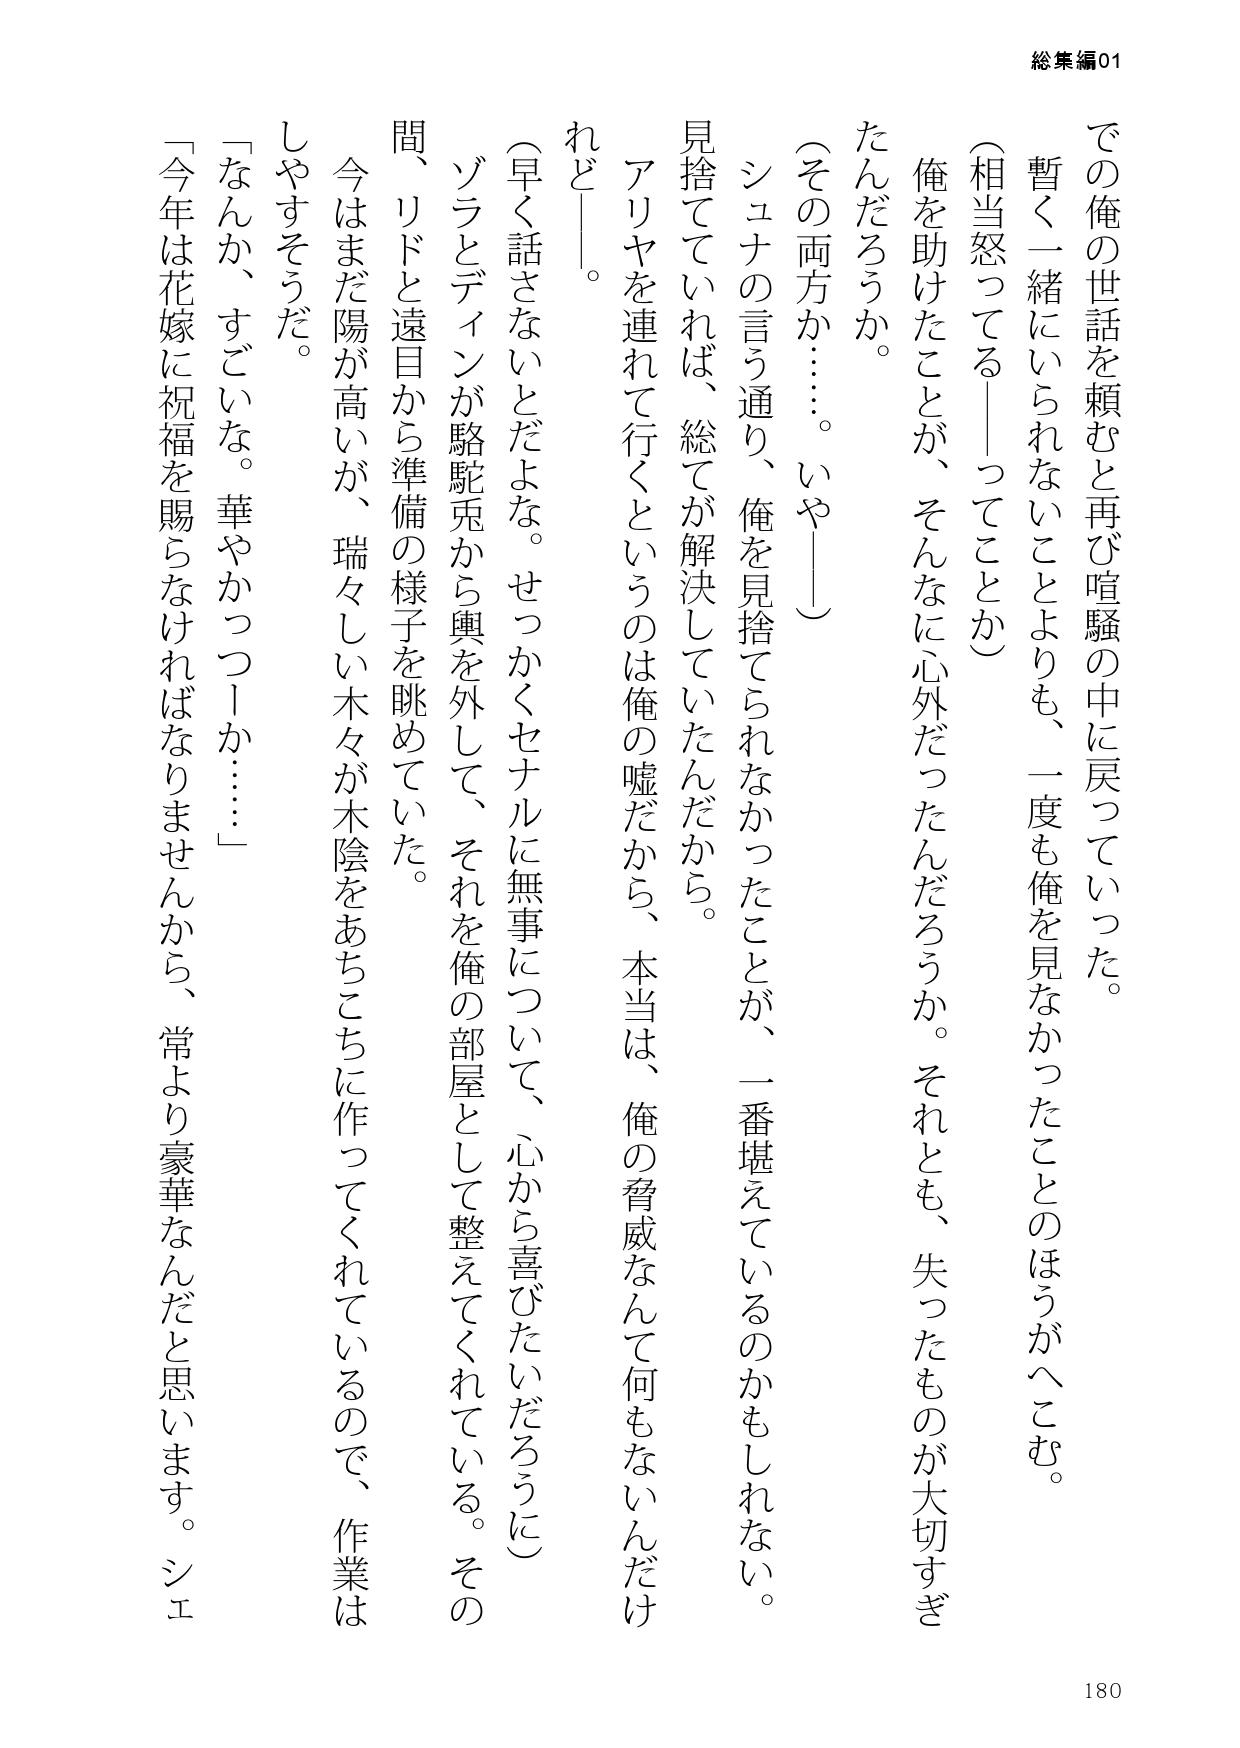 総集編01
での俺の世話を頼むと再び喧騒の中に戻っていった。
暫く一緒にいられないことよりも、一度も俺を見なかったことのほうがへこむ。
（相当怒ってる――ってことか）
俺を助けたことが、そんなに心外だったんだろうか。それとも、失ったものが大切すぎ
たんだろうか。
（その両方か……。いや――）
シュナの言う通り、俺を見捨てられなかったことが、一番堪えているのかもしれない。
見捨てていれば、総てが解決していたんだから。
アリヤを連れて行くというのは俺の嘘だから、本当は、俺の脅威なんて何もないんだけ
れど――。
（早く話さないとだよな。せっかくセナルに無事について、心から喜びたいだろうに）
ゾラとディンが駱駝兎から輿を外して、それを俺の部屋として整えてくれている。その
間、リドと遠目から準備の様子を眺めていた。
今はまだ陽が高いが、瑞々しい木々が木陰をあちこちに作ってくれているので、作業は
しやすそうだ。
「なんか、すごいな。華やかっつーか……」
「今年は花嫁に祝福を賜らなければなりませんから、常より豪華なんだと思います。シェ
180